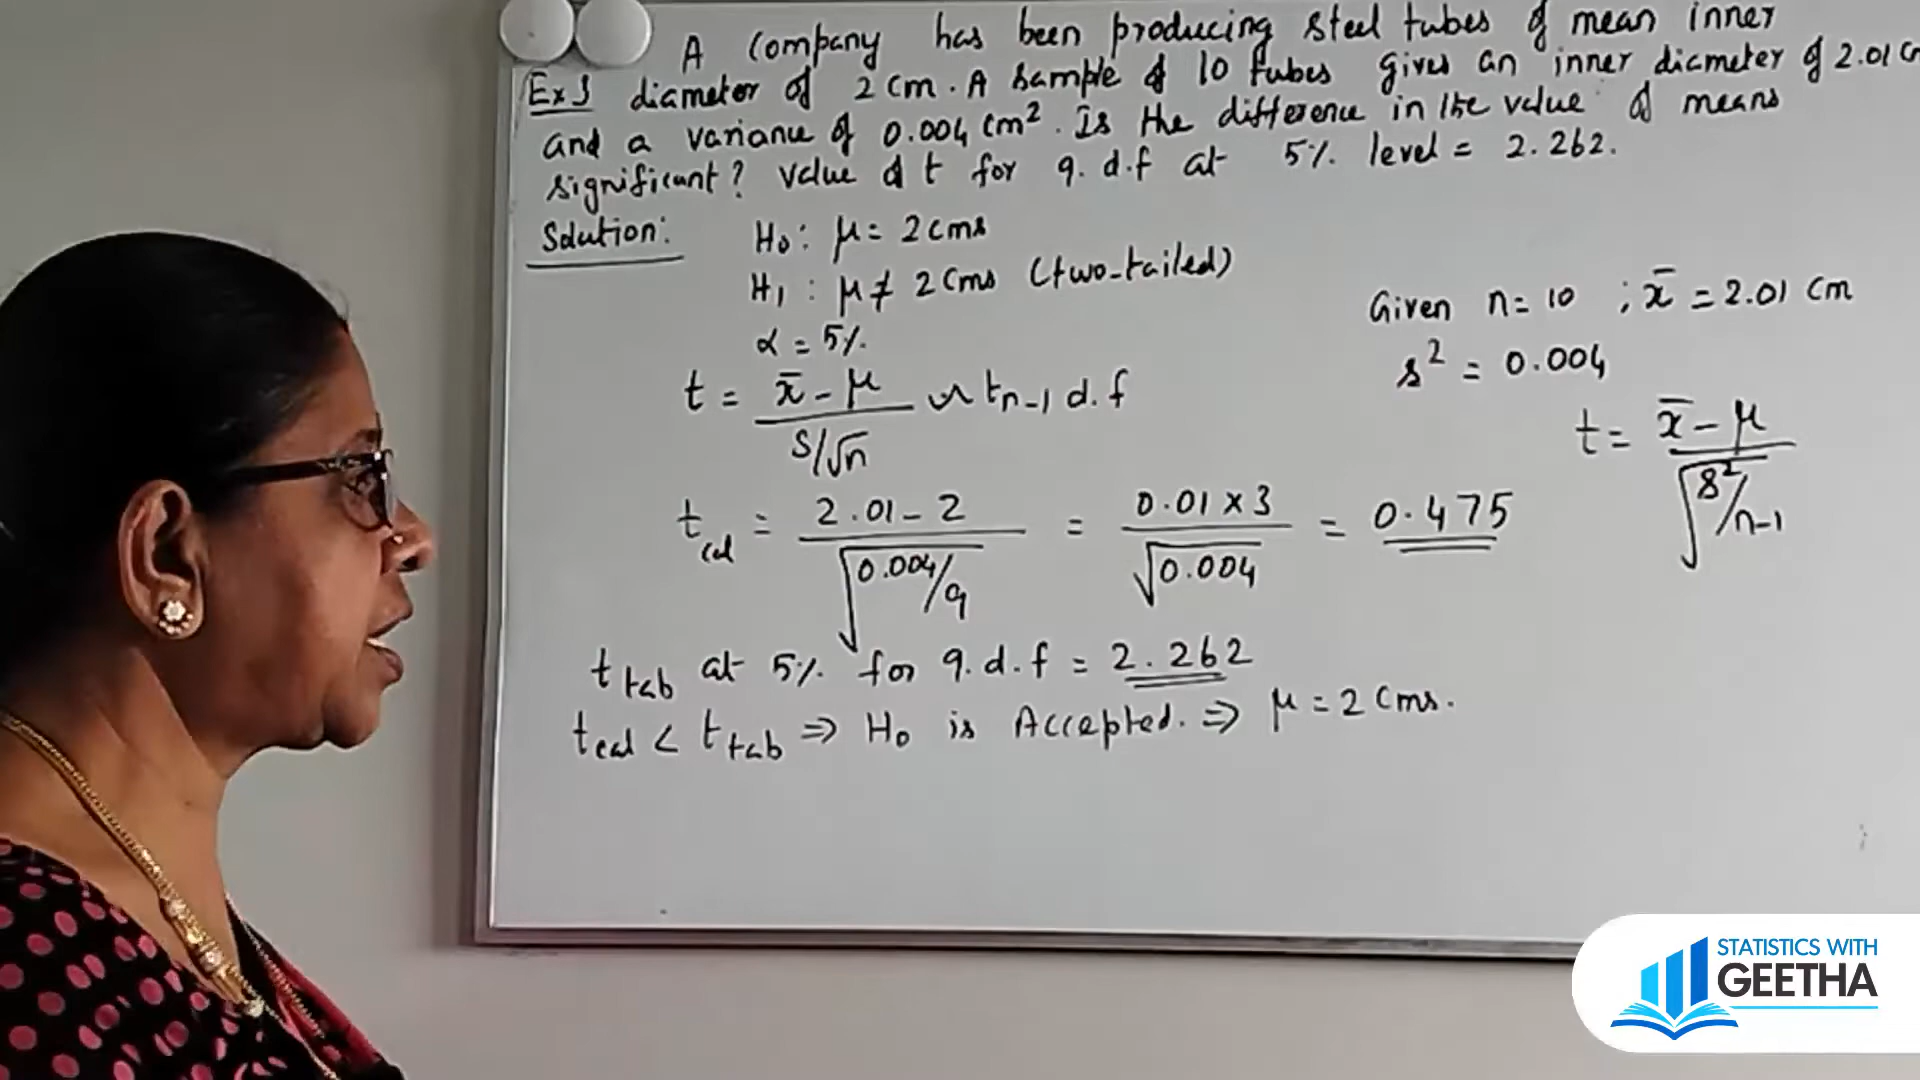 A Company has been producing steel tubes of mean inner
Ex 3 diameter of 2 cm. A sample of 10 tubes gives an inner diameter of 2.01 c
and a variance of 0.004 cm². Is the difference in the value of means
significant? Value of t for 9. d.f at 5% level = 2.262.
Solution:
H₀: μ = 2 cms
H₁ : μ ≠ 2 cms (two-tailed)
α = 5%
Given n = 10 ; x̄ = 2.01 cm
s² = 0.004
t = (x̄ - μ) / (S/√n) ~ t n-1 d.f
t = (x̄ - μ) / √(s²/n-1)
t cal = (2.01 - 2) / √(0.004/9) = (0.01 x 3) / √0.004 = 0.475
t tab at 5% for 9. d. f = 2.262
t cal < t tab ⇒ H₀ is Accepted. ⇒ μ = 2 cms.
STATISTICS WITH
GEETHA